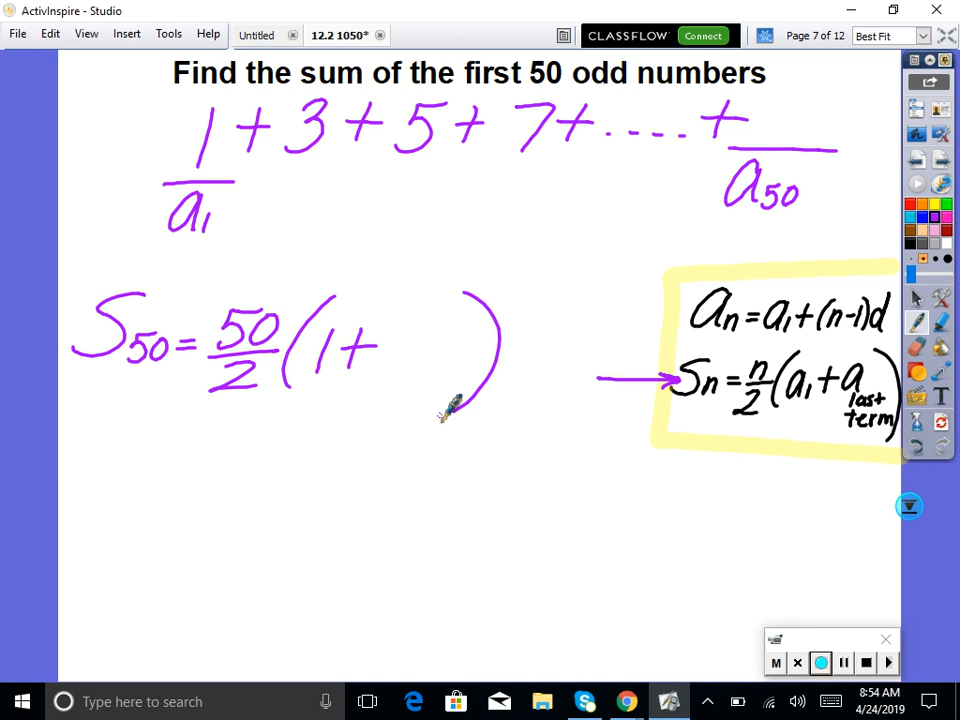 ActivInspire - Studio
File Edit View Insert Tools Help Untitled 12.2 1050* CLASSFLOW Connect Page 7 of 12 Best Fit
Find the sum of the first 50 odd numbers
1 + 3 + 5 + 7 + .... + __
a1 a50
S50 = 50/2 ( 1 + )
an = a1 + (n-1)d
Sn = n/2 (a1 + a last term)
M
Type here to search
8:54 AM
4/24/2019